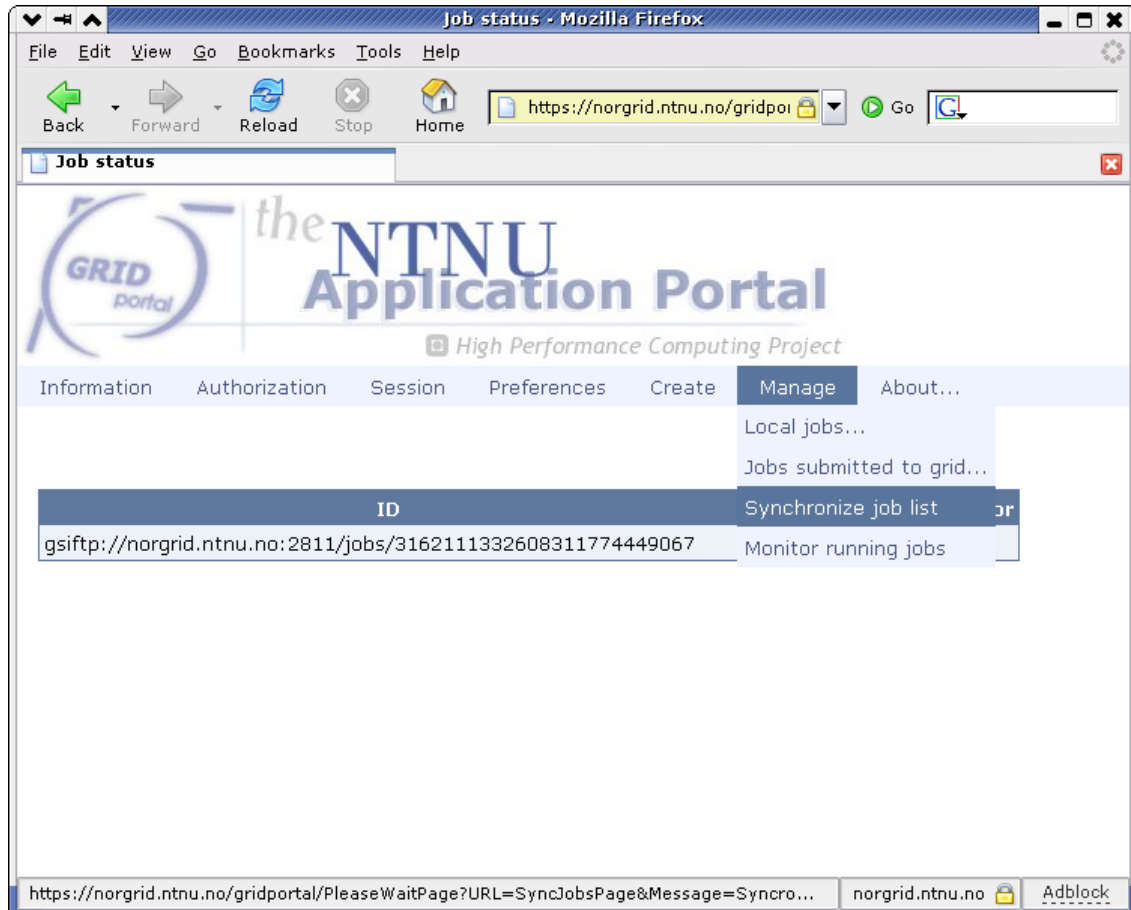 Job status - Mozilla Firefox
File Edit View Go Bookmarks Tools Help
Back Forward Reload Stop Home https://norgrid.ntnu.no/gridpor Go G
Job status
the NTNU
GRID portal
Application Portal
High Performance Computing Project
Information Authorization Session Preferences Create Manage About...
Local jobs...
Jobs submitted to grid...
ID Synchronize job list or
gsiftp://norgrid.ntnu.no:2811/jobs/3162111332608311774449067 Monitor running jobs
https://norgrid.ntnu.no/gridportal/PleaseWaitPage?URL=SyncJobsPage&Message=Syncro... norgrid.ntnu.no Adblock